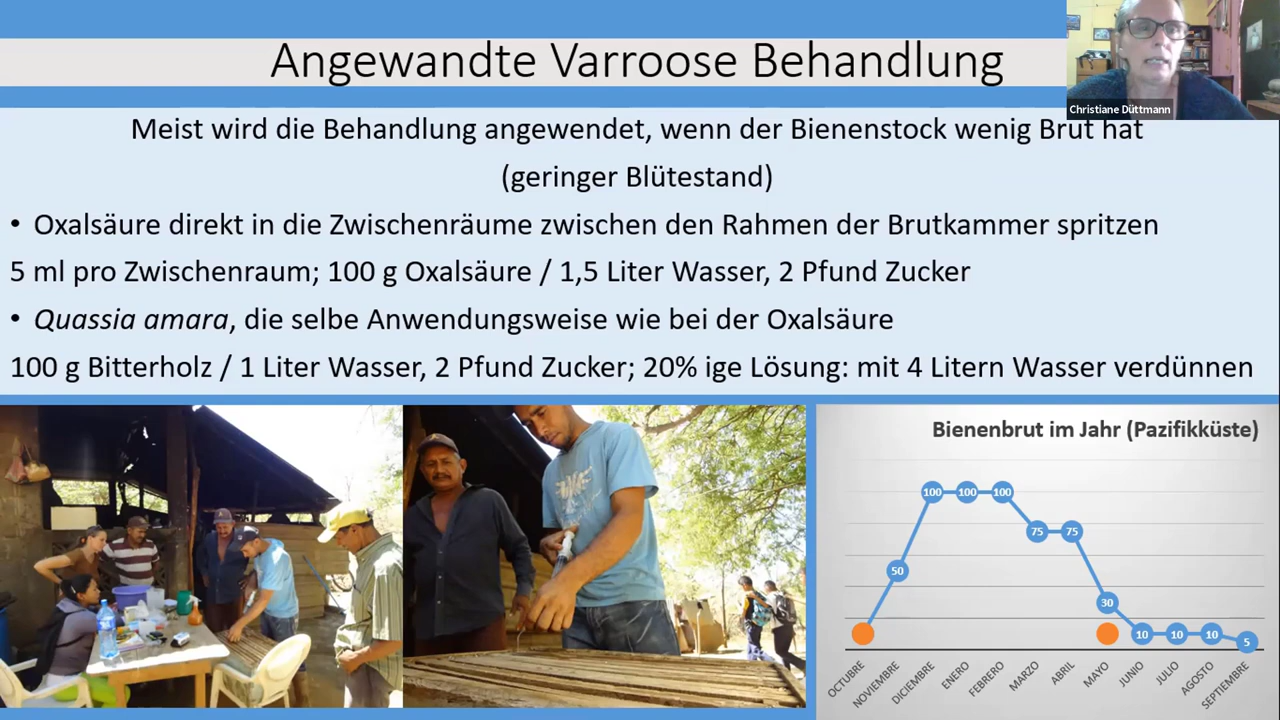 Angewandte Varroose Behandlung
Christiane Düttmann
Meist wird die Behandlung angewendet, wenn der Bienenstock wenig Brut hat
(geringer Blütestand)
• Oxalsäure direkt in die Zwischenräume zwischen den Rahmen der Brutkammer spritzen
5 ml pro Zwischenraum; 100 g Oxalsäure / 1,5 Liter Wasser, 2 Pfund Zucker
• Quassia amara, die selbe Anwendungsweise wie bei der Oxalsäure
100 g Bitterholz / 1 Liter Wasser, 2 Pfund Zucker; 20% ige Lösung: mit 4 Litern Wasser verdünnen
Bienenbrut im Jahr (Pazifikküste)
100 100 100
75 75
50
30
10 10 10
5
OCTUBRE NOVIEMBRE DICIEMBRE ENERO FEBRERO MARZO ABRIL MAYO JUNIO JULIO AGOSTO SEPTIEMBRE